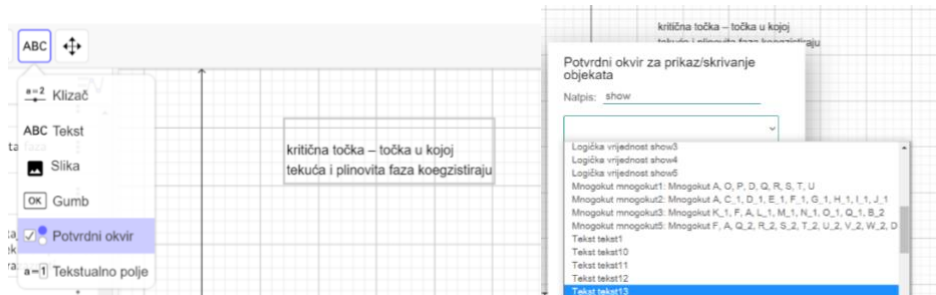 ABC
a=2 Klizač
ABC Tekst
Slika
OK Gumb
Potvrdni okvir
a=1 Tekstualno polje
kritična točka – točka u kojoj
tekuća i plinovita faza koegzistiraju
kritična točka – točka u kojoj
tekuća i plinovita faza koegzistiraju
Potvrdni okvir za prikaz/skrivanje
objekata
Natpis: show
Logička vrijednost show3
Logička vrijednost show4
Logička vrijednost show5
Mnogokut mnogokut1: Mnogokut A, O, P, D, Q, R, S, T, U
Mnogokut mnogokut2: Mnogokut A, C_1, D_1, E_1, F_1, G_1, H_1, I_1, J_1
Mnogokut mnogokut3: Mnogokut K_1, F, A, L_1, M_1, N_1, O_1, Q_1, B_2
Mnogokut mnogokut5: Mnogokut F, A, Q_2, R_2, S_2, T_2, U_2, V_2, W_2, D
Tekst tekst1
Tekst tekst10
Tekst tekst11
Tekst tekst12
Tekst tekst13